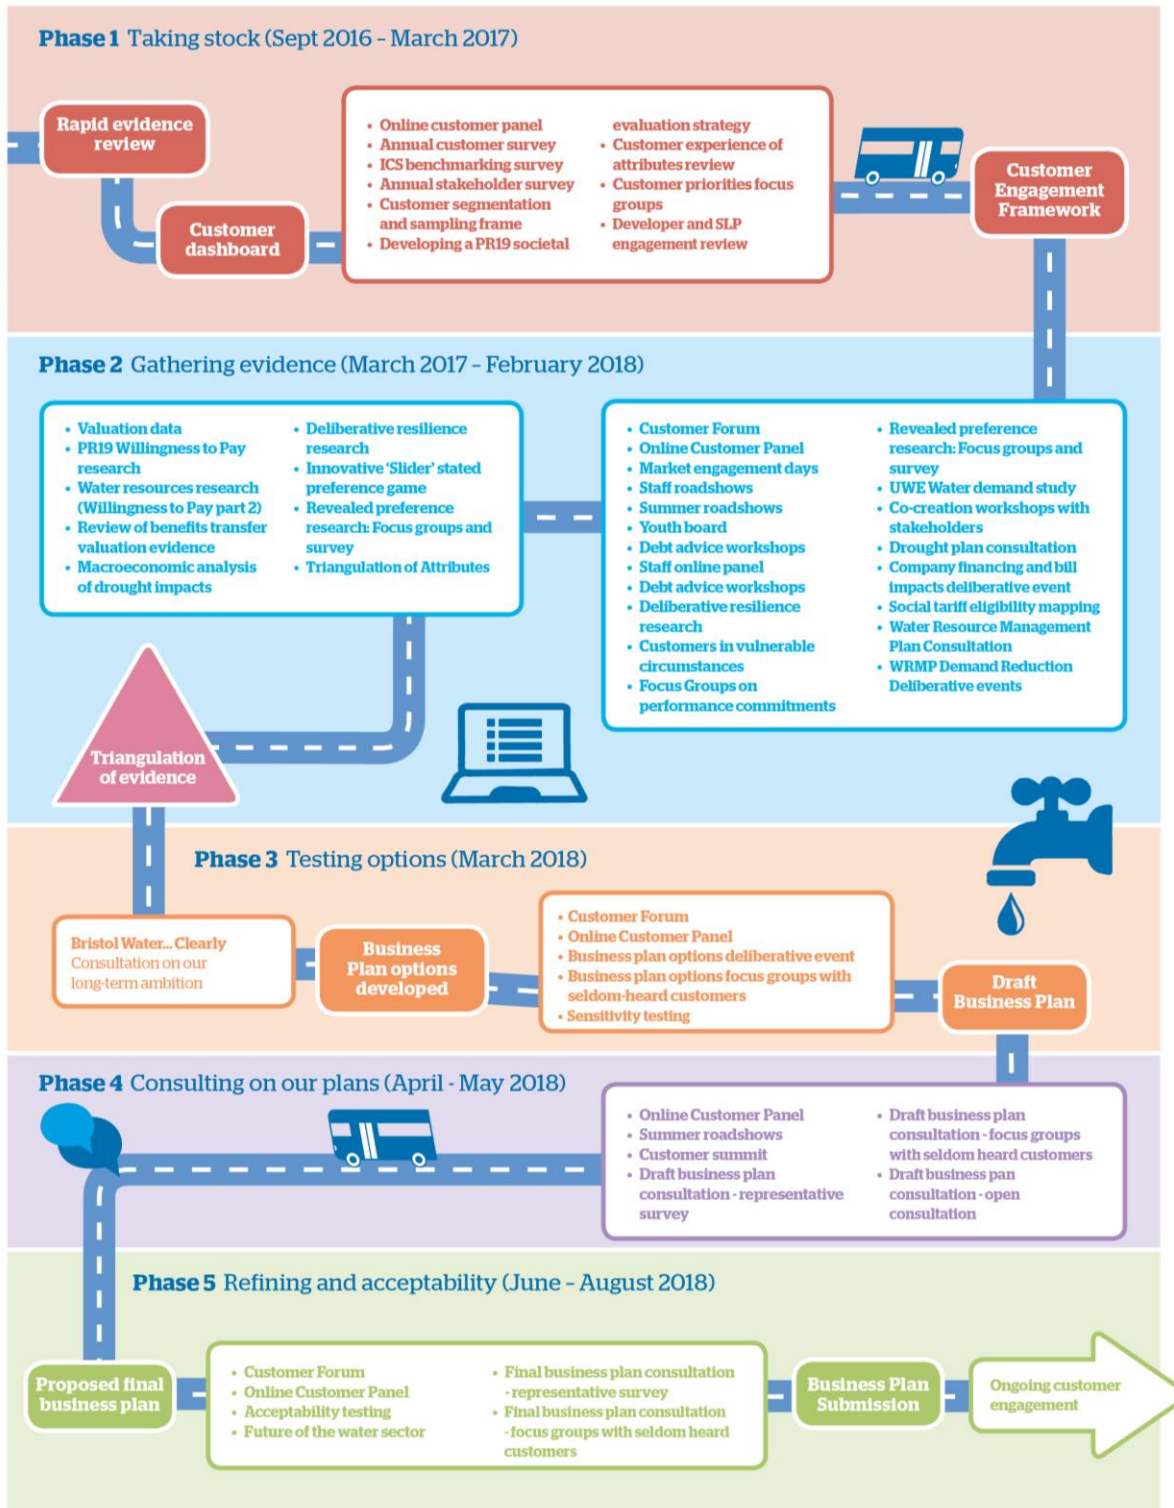 Phase 1 Taking stock (Sept 2016 – March 2017)
Rapid evidence
review
Customer
dashboard
• Online customer panel
• Annual customer survey
• ICS benchmarking survey
• Annual stakeholder survey
• Customer segmentation
and sampling frame
• Developing a PR19 societal
evaluation strategy
• Customer experience of
attributes review
• Customer priorities focus
groups
• Developer and SLP
engagement review
Customer
Engagement
Framework
Phase 2 Gathering evidence (March 2017 – February 2018)
• Customer Forum
• Online Customer Panel
• Market engagement days
• Staff roadshows
• Summer roadshows
• Youth board
• Debt advice workshops
• Staff online panel
• Debt advice workshops
• Deliberative resilience
research
• Customers in vulnerable
circumstances
• Focus Groups on
performance commitments
• Revealed preference
research: Focus groups and
survey
• UWE Water demand study
• Co-creation workshops with
stakeholders
• Drought plan consultation
• Company financing and bill
impacts deliberative event
• Social tariff eligibility mapping
• Water Resource Management
Plan Consultation
• WRMP Demand Reduction
Deliberative events
• Valuation data
• PR19 Willingness to Pay
research
• Water resources research
(Willingness to Pay part 2)
• Review of benefits transfer
valuation evidence
• Macroeconomic analysis
of drought impacts
• Deliberative resilience
research
• Innovative ‘Slider’ stated
preference game
• Revealed preference
research: Focus groups and
survey
• Triangulation of Attributes
Triangulation
of evidence
Phase 3 Testing options (March 2018)
Bristol Water... Clearly
Consultation on our
long-term ambition
Business
Plan options
developed
• Customer Forum
• Online Customer Panel
• Business plan options deliberative event
• Business plan options focus groups with
seldom-heard customers
• Sensitivity testing
Draft
Business Plan
Phase 4 Consulting on our plans (April - May 2018)
• Online Customer Panel
• Summer roadshows
• Customer summit
• Draft business plan
consultation - representative
survey
• Draft business plan
consultation - focus groups
with seldom heard customers
• Draft business pan
consultation - open
consultation
Phase 5 Refining and acceptability (June – August 2018)
Proposed final
business plan
• Customer Forum
• Online Customer Panel
• Acceptability testing
• Future of the water sector
• Final business plan consultation
- representative survey
• Final business plan consultation
- focus groups with seldom heard
customers
Business Plan
Submission
Ongoing customer
engagement